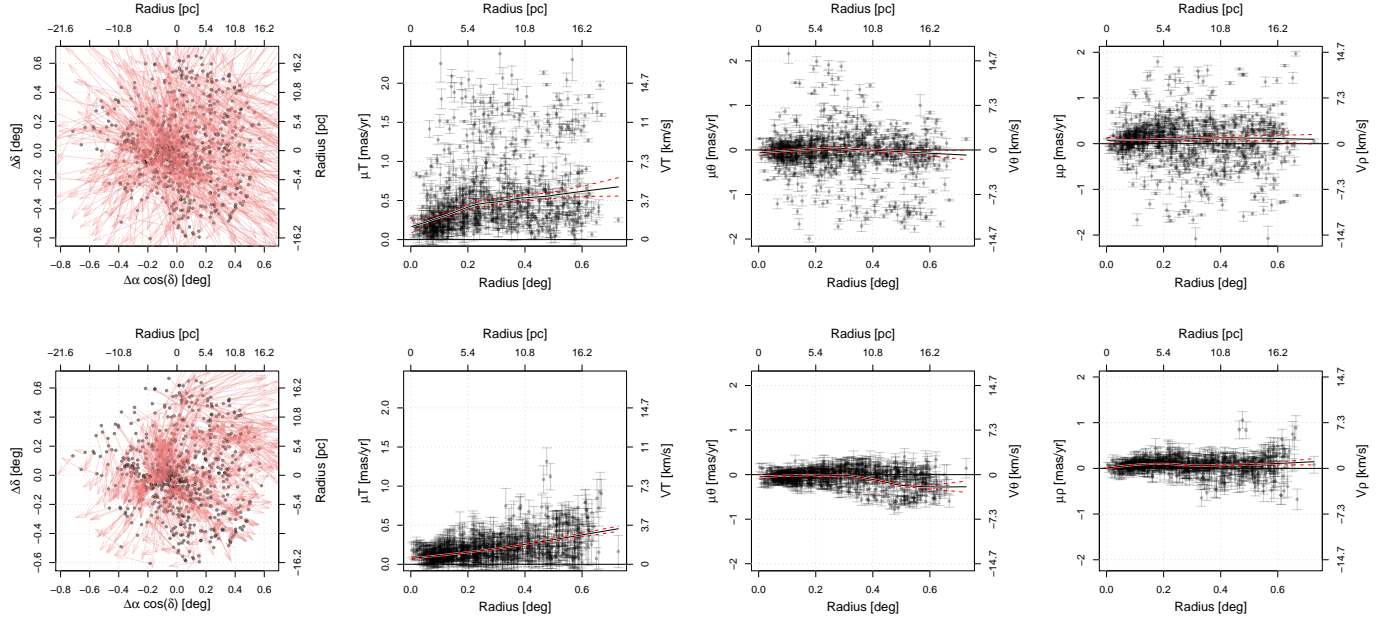 Radius [pc]
−21.6 −10.8 0 5.4 10.8 16.2
Δδ [deg]
0.6 0.4 0.2 0.0 −0.2 −0.4 −0.6
16.2 10.8 5.4 0 −5.4 −16.2
Radius [pc]
−0.8 −0.6 −0.4 −0.2 0.0 0.2 0.4 0.6
Δα cos(δ) [deg]
Radius [pc]
0 5.4 10.8 16.2
μT [mas/yr]
2.0 1.5 1.0 0.5 0.0
14.7 11 7.3 3.7 0
VT [km/s]
0.0 0.2 0.4 0.6
Radius [deg]
Radius [pc]
0 5.4 10.8 16.2
μθ [mas/yr]
2 1 0 −1 −2
14.7 7.3 0 −7.3 −14.7
Vθ [km/s]
0.0 0.2 0.4 0.6
Radius [deg]
Radius [pc]
0 5.4 10.8 16.2
μρ [mas/yr]
2 1 0 −1 −2
14.7 7.3 0 −7.3 −14.7
Vρ [km/s]
0.0 0.2 0.4 0.6
Radius [deg]
Radius [pc]
−21.6 −10.8 0 5.4 10.8 16.2
Δδ [deg]
0.6 0.4 0.2 0.0 −0.2 −0.4 −0.6
16.2 10.8 5.4 0 −5.4 −16.2
Radius [pc]
−0.8 −0.6 −0.4 −0.2 0.0 0.2 0.4 0.6
Δα cos(δ) [deg]
Radius [pc]
0 5.4 10.8 16.2
μT [mas/yr]
2.0 1.5 1.0 0.5 0.0
14.7 11 7.3 3.7 0
VT [km/s]
0.0 0.2 0.4 0.6
Radius [deg]
Radius [pc]
0 5.4 10.8 16.2
μθ [mas/yr]
2 1 0 −1 −2
14.7 7.3 0 −7.3 −14.7
Vθ [km/s]
0.0 0.2 0.4 0.6
Radius [deg]
Radius [pc]
0 5.4 10.8 16.2
μρ [mas/yr]
2 1 0 −1 −2
14.7 7.3 0 −7.3 −14.7
Vρ [km/s]
0.0 0.2 0.4 0.6
Radius [deg]